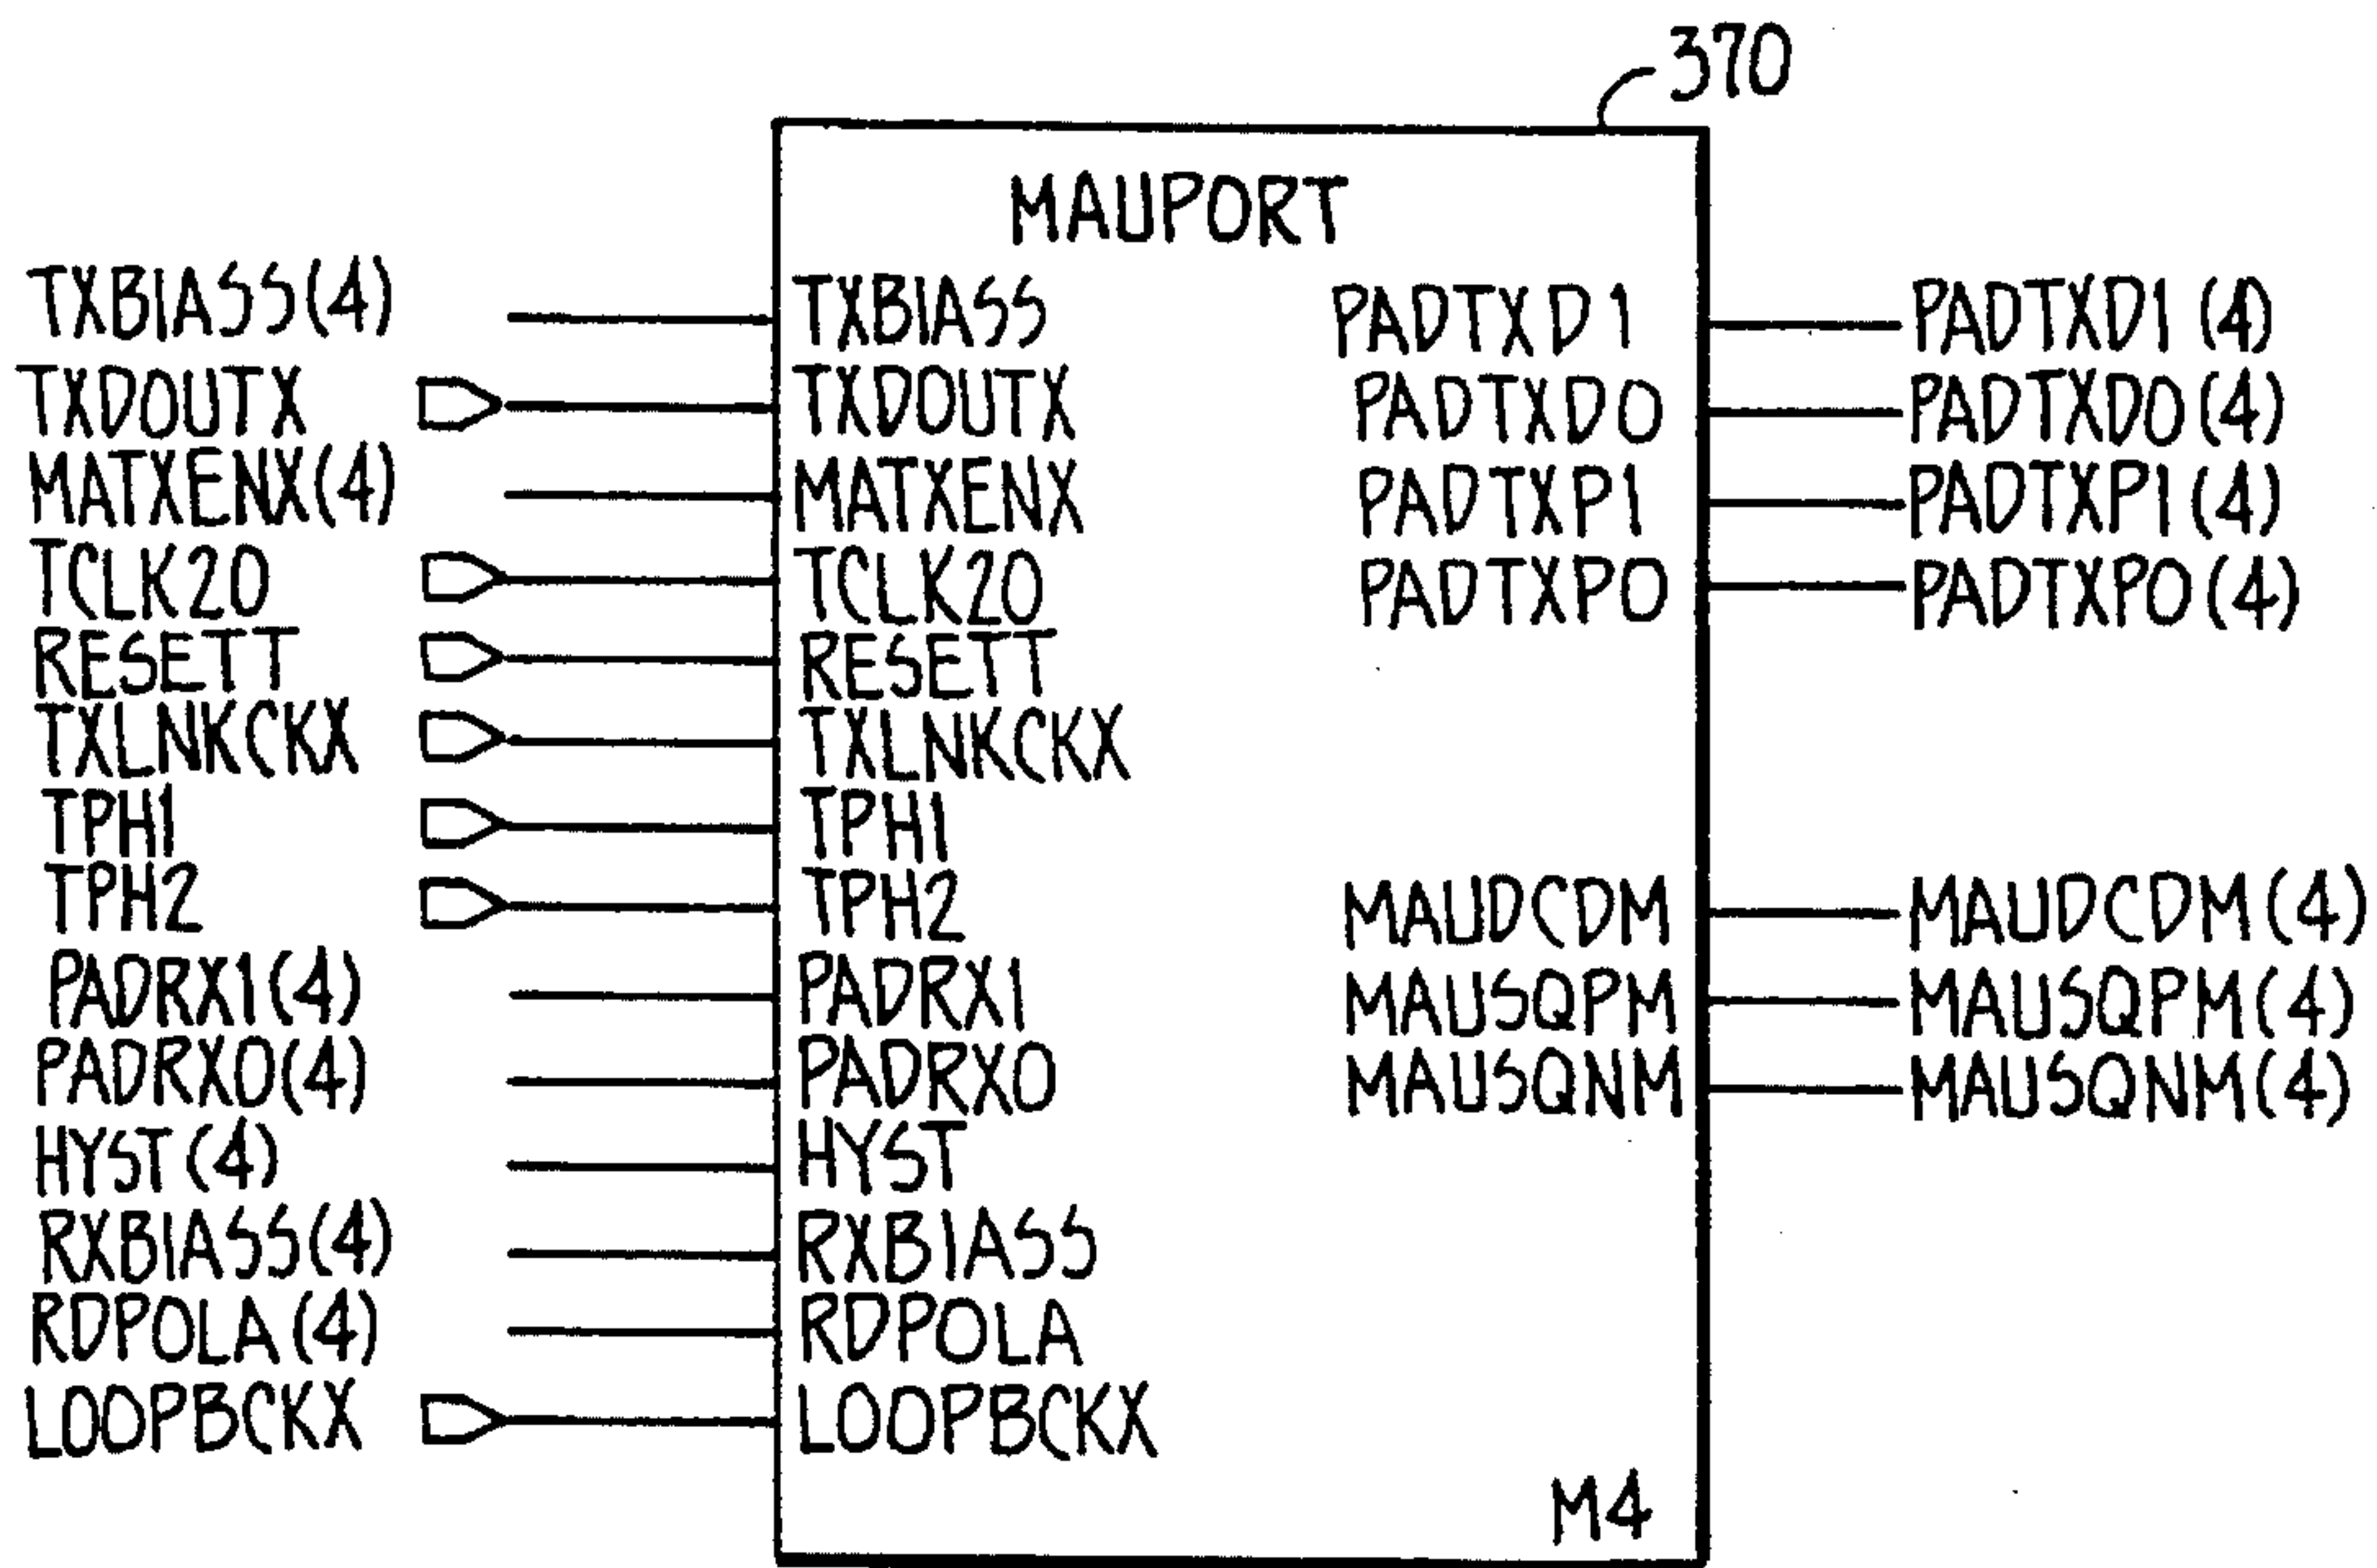 370
MAUPORT
TXBIASS(4) TXBIASS PADTXD1 PADTXD1(4)
TXDOUTX TXDOUTX PADTXD0 PADTXD0(4)
MATXENX(4) MATXENX PADTXP1 PADTXP1(4)
TCLK20 TCLK20 PADTXP0 PADTXP0(4)
RESETT RESETT
TXLNKCKX TXLNKCKX
TPH1 TPH1
TPH2 TPH2 MAUDCDM MAUDCDM(4)
PADRX1(4) PADRX1 MAUSQPM MAUSQPM(4)
PADRX0(4) PADRX0 MAUSQNM MAUSQNM(4)
HYST(4) HYST
RXBIASS(4) RXBIASS
RDPOLA(4) RDPOLA
LOOPBCKX LOOPBCKX
M4